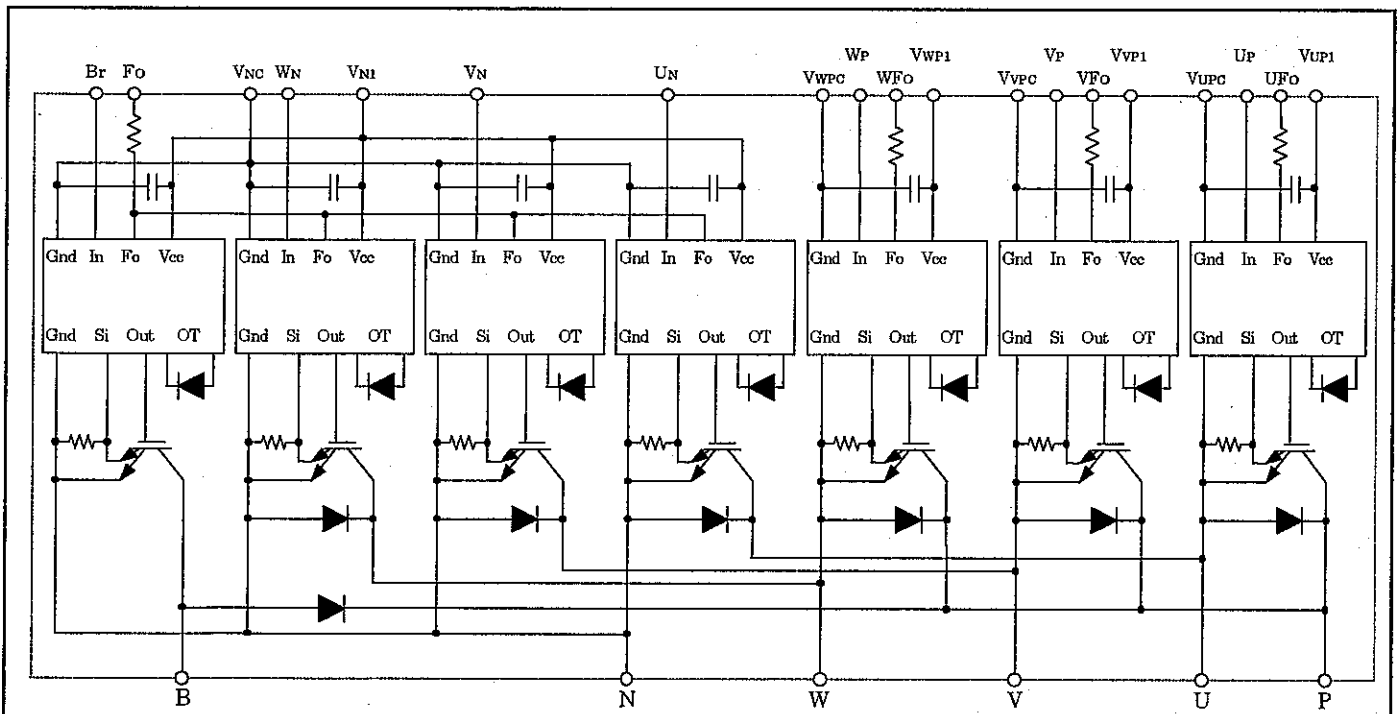 WP VWP1 VP VVP1 UP VUP1
Br FO VNC WN VN1 VN UN VWPC WFO VVPC VFO VUPC UFO
Gnd In Fo Vcc Gnd In Fo Vcc Gnd In Fo Vcc Gnd In Fo Vcc Gnd In Fo Vcc Gnd In Fo Vcc Gnd In Fo Vcc
Gnd Si Out OT Gnd Si Out OT Gnd Si Out OT Gnd Si Out OT Gnd Si Out OT Gnd Si Out OT Gnd Si Out OT
B N W V U P